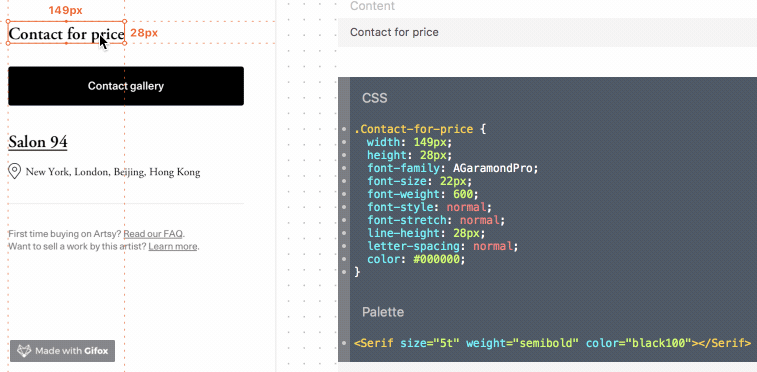 149px
Contact for price
28px
Contact gallery
Salon 94
New York, London, Beijing, Hong Kong
First time buying on Artsy? Read our FAQ.
Want to sell a work by this artist? Learn more.
Made with Gifox
Content
Contact for price
CSS
.Contact-for-price {
width: 149px;
height: 28px;
font-family: AGaramondPro;
font-size: 22px;
font-weight: 600;
font-style: normal;
font-stretch: normal;
line-height: 28px;
letter-spacing: normal;
color: #000000;
}
Palette
<Serif size="5t" weight="semibold" color="black100"></Serif>